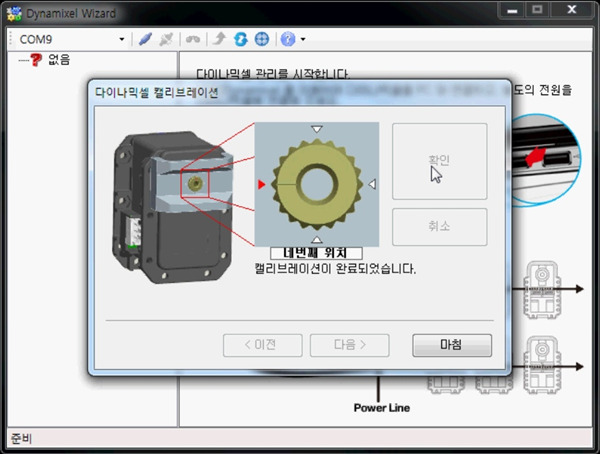 Dynamixel Wizard
COM9
없음
다이나믹셀 관리를 시작합니다.
도의 전원을
다이나믹셀 캘리브레이션
확인
취소
네번째 위치
캘리브레이션이 완료되었습니다.
< 이전
다음 >
마침
Power Line
준비